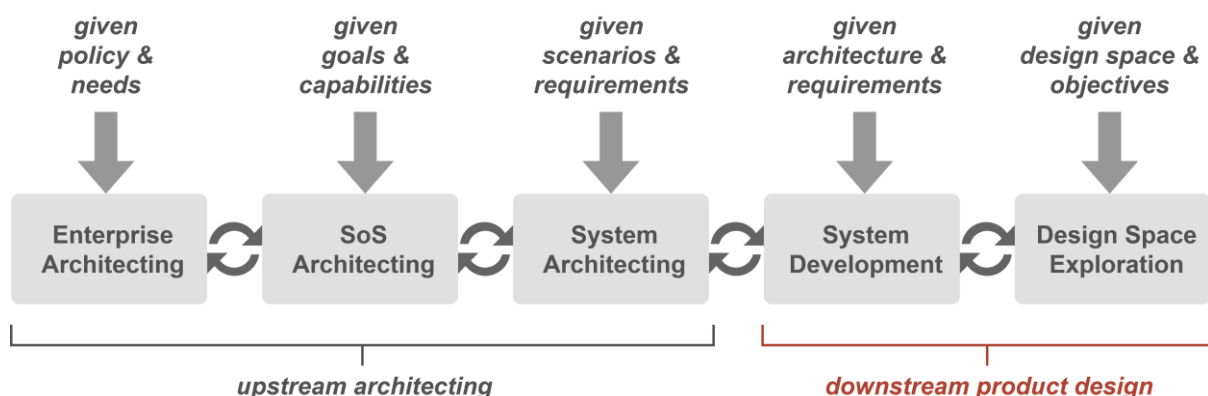 given
policy &
needs
given
goals &
capabilities
given
scenarios &
requirements
given
architecture &
requirements
given
design space &
objectives
Enterprise
Architecting
SoS
Architecting
System
Architecting
System
Development
Design Space
Exploration
upstream architecting
downstream product design